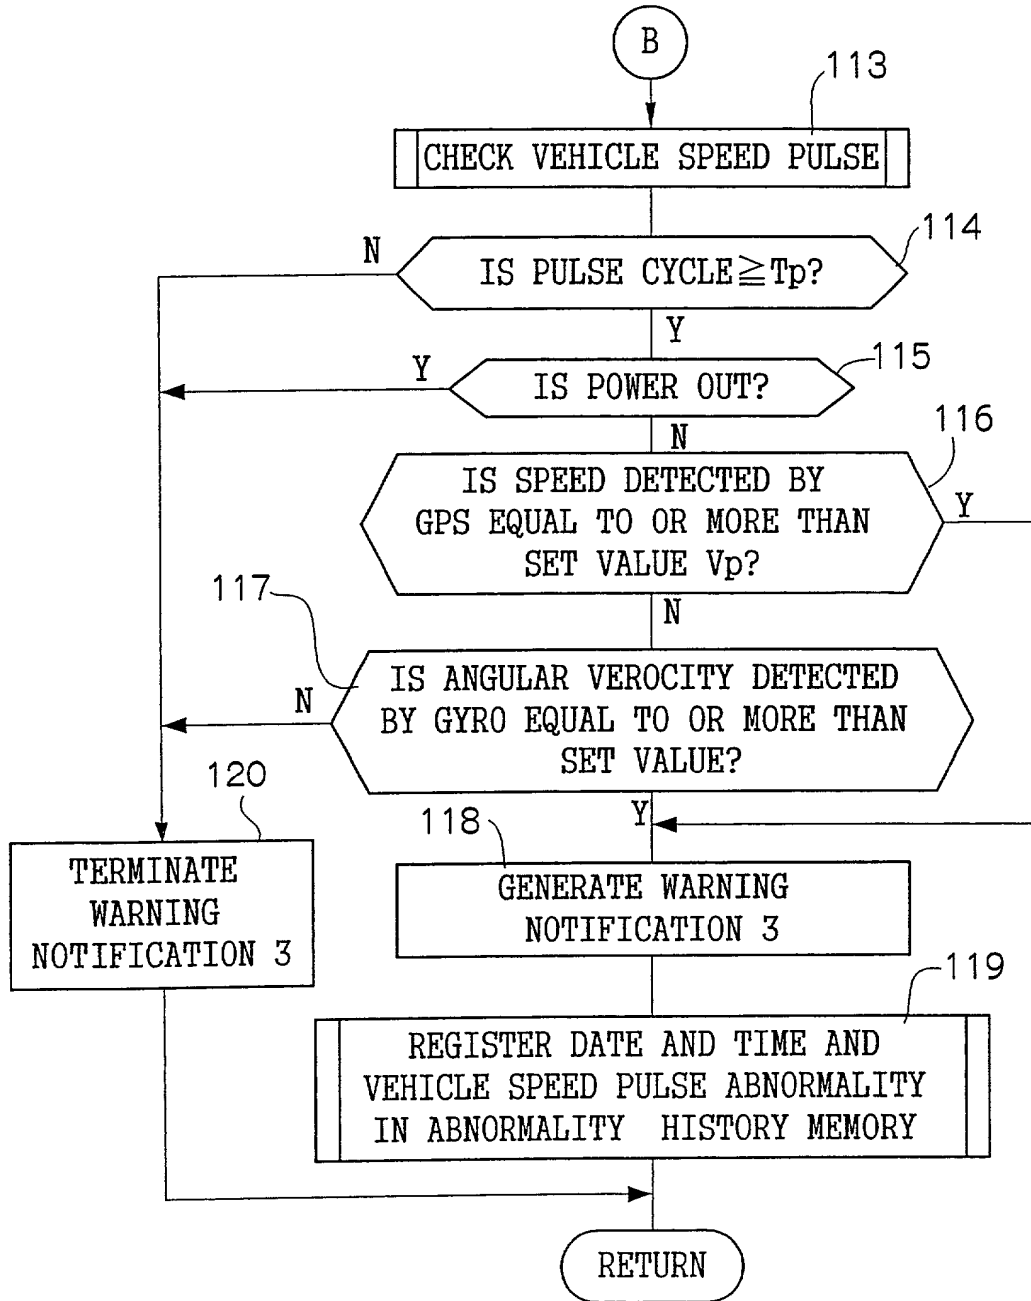 B
113
CHECK VEHICLE SPEED PULSE
114
N
IS PULSE CYCLE≧Tp?
Y
115
Y
IS POWER OUT?
N
116
IS SPEED DETECTED BY
GPS EQUAL TO OR MORE THAN
SET VALUE Vp?
Y
117
N
IS ANGULAR VEROCITY DETECTED
BY GYRO EQUAL TO OR MORE THAN
SET VALUE?
N
Y
120
118
TERMINATE
WARNING
NOTIFICATION 3
GENERATE WARNING
NOTIFICATION 3
119
REGISTER DATE AND TIME AND
VEHICLE SPEED PULSE ABNORMALITY
IN ABNORMALITY HISTORY MEMORY
RETURN